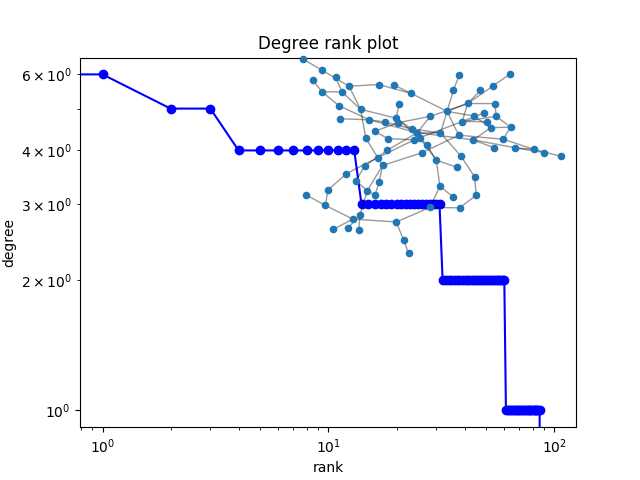 Degree rank plot
6 × 10⁰
4 × 10⁰
3 × 10⁰
2 × 10⁰
10⁰
degree
10⁰ 10¹ 10²
rank